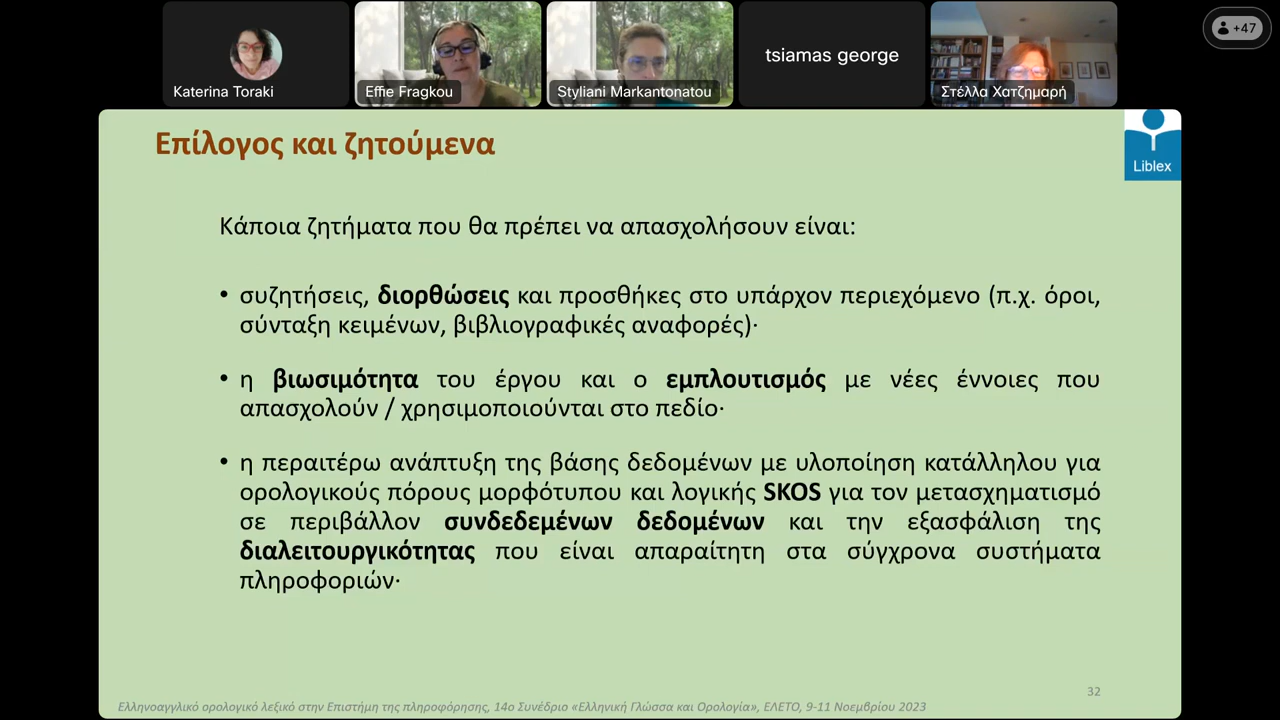 Katerina Toraki
Effie Fragkou
Styliani Markantonatou
tsiamas george
Στέλλα Χατζημαρή
+47
Επίλογος και ζητούμενα
Liblex
Κάποια ζητήματα που θα πρέπει να απασχολήσουν είναι:
• συζητήσεις, διορθώσεις και προσθήκες στο υπάρχον περιεχόμενο (π.χ. όροι,
σύνταξη κειμένων, βιβλιογραφικές αναφορές)·
• η βιωσιμότητα του έργου και ο εμπλουτισμός με νέες έννοιες που
απασχολούν / χρησιμοποιούνται στο πεδίο·
• η περαιτέρω ανάπτυξη της βάσης δεδομένων με υλοποίηση κατάλληλου για
ορολογικούς πόρους μορφότυπου και λογικής SKOS για τον μετασχηματισμό
σε περιβάλλον συνδεδεμένων δεδομένων και την εξασφάλιση της
διαλειτουργικότητας που είναι απαραίτητη στα σύγχρονα συστήματα
πληροφοριών·
32
Ελληνοαγγλικό ορολογικό λεξικό στην Επιστήμη της πληροφόρησης, 14ο Συνέδριο «Ελληνική Γλώσσα και Ορολογία», ΕΛΕΤΟ, 9-11 Νοεμβρίου 2023